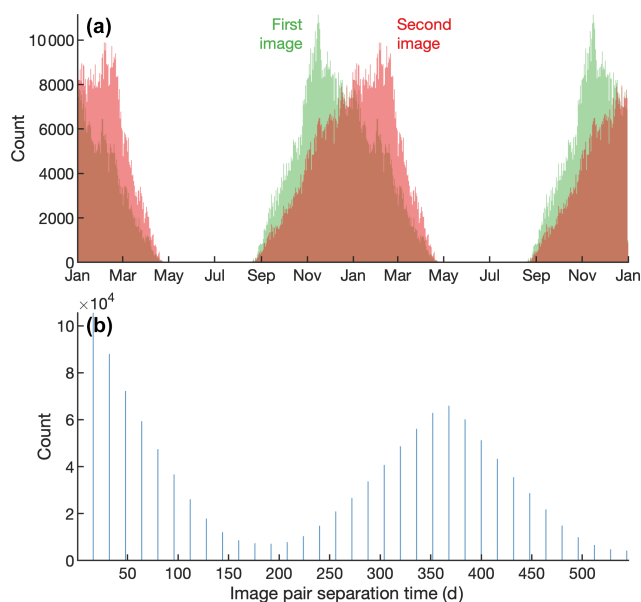 (a)
First
image
Second
image
10000
8000
6000
4000
2000
0
Count
Jan Mar May Jul Sep Nov Jan Mar May Jul Sep Nov Jan
×10⁴
(b)
10
8
6
4
2
0
Count
50 100 150 200 250 300 350 400 450 500
Image pair separation time (d)